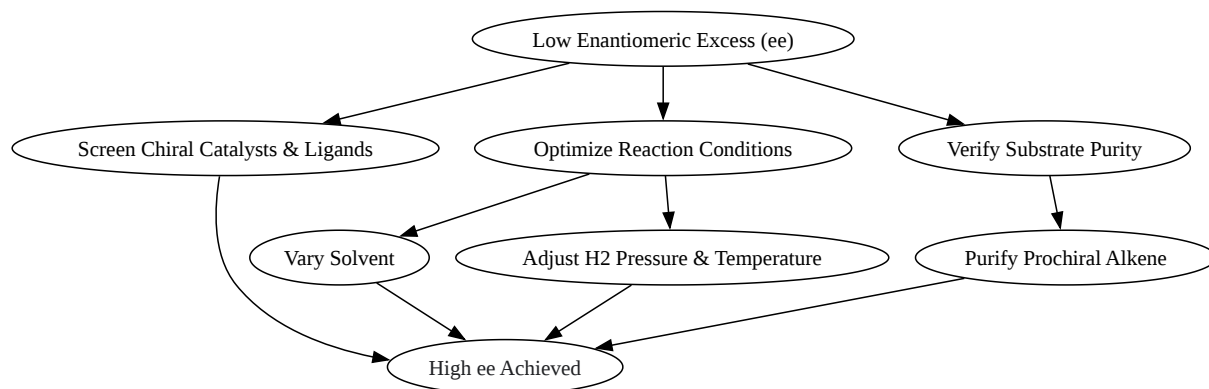 Low Enantiomeric Excess (ee)
Screen Chiral Catalysts & Ligands
Optimize Reaction Conditions
Verify Substrate Purity
Vary Solvent
Adjust H2 Pressure & Temperature
Purify Prochiral Alkene
High ee Achieved